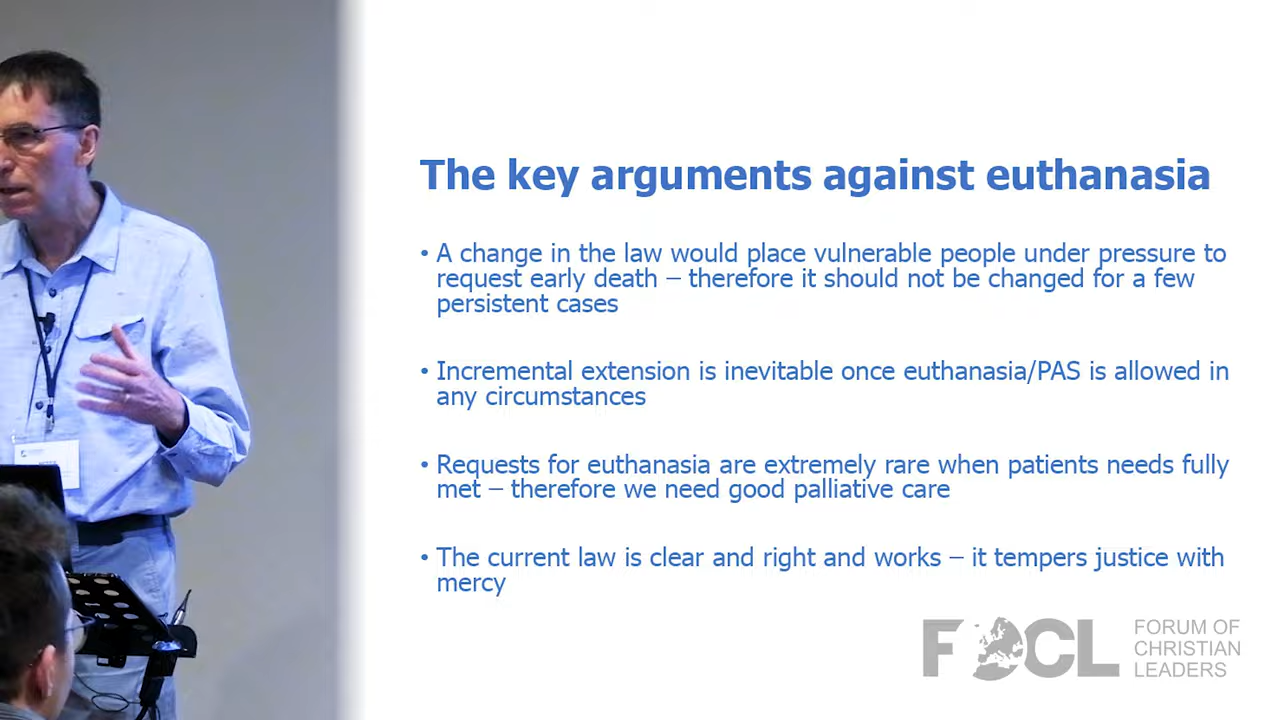 The key arguments against euthanasia
• A change in the law would place vulnerable people under pressure to
request early death – therefore it should not be changed for a few
persistent cases
• Incremental extension is inevitable once euthanasia/PAS is allowed in
any circumstances
• Requests for euthanasia are extremely rare when patients needs fully
met – therefore we need good palliative care
• The current law is clear and right and works – it tempers justice with
mercy
FOCL
FORUM OF
CHRISTIAN
LEADERS